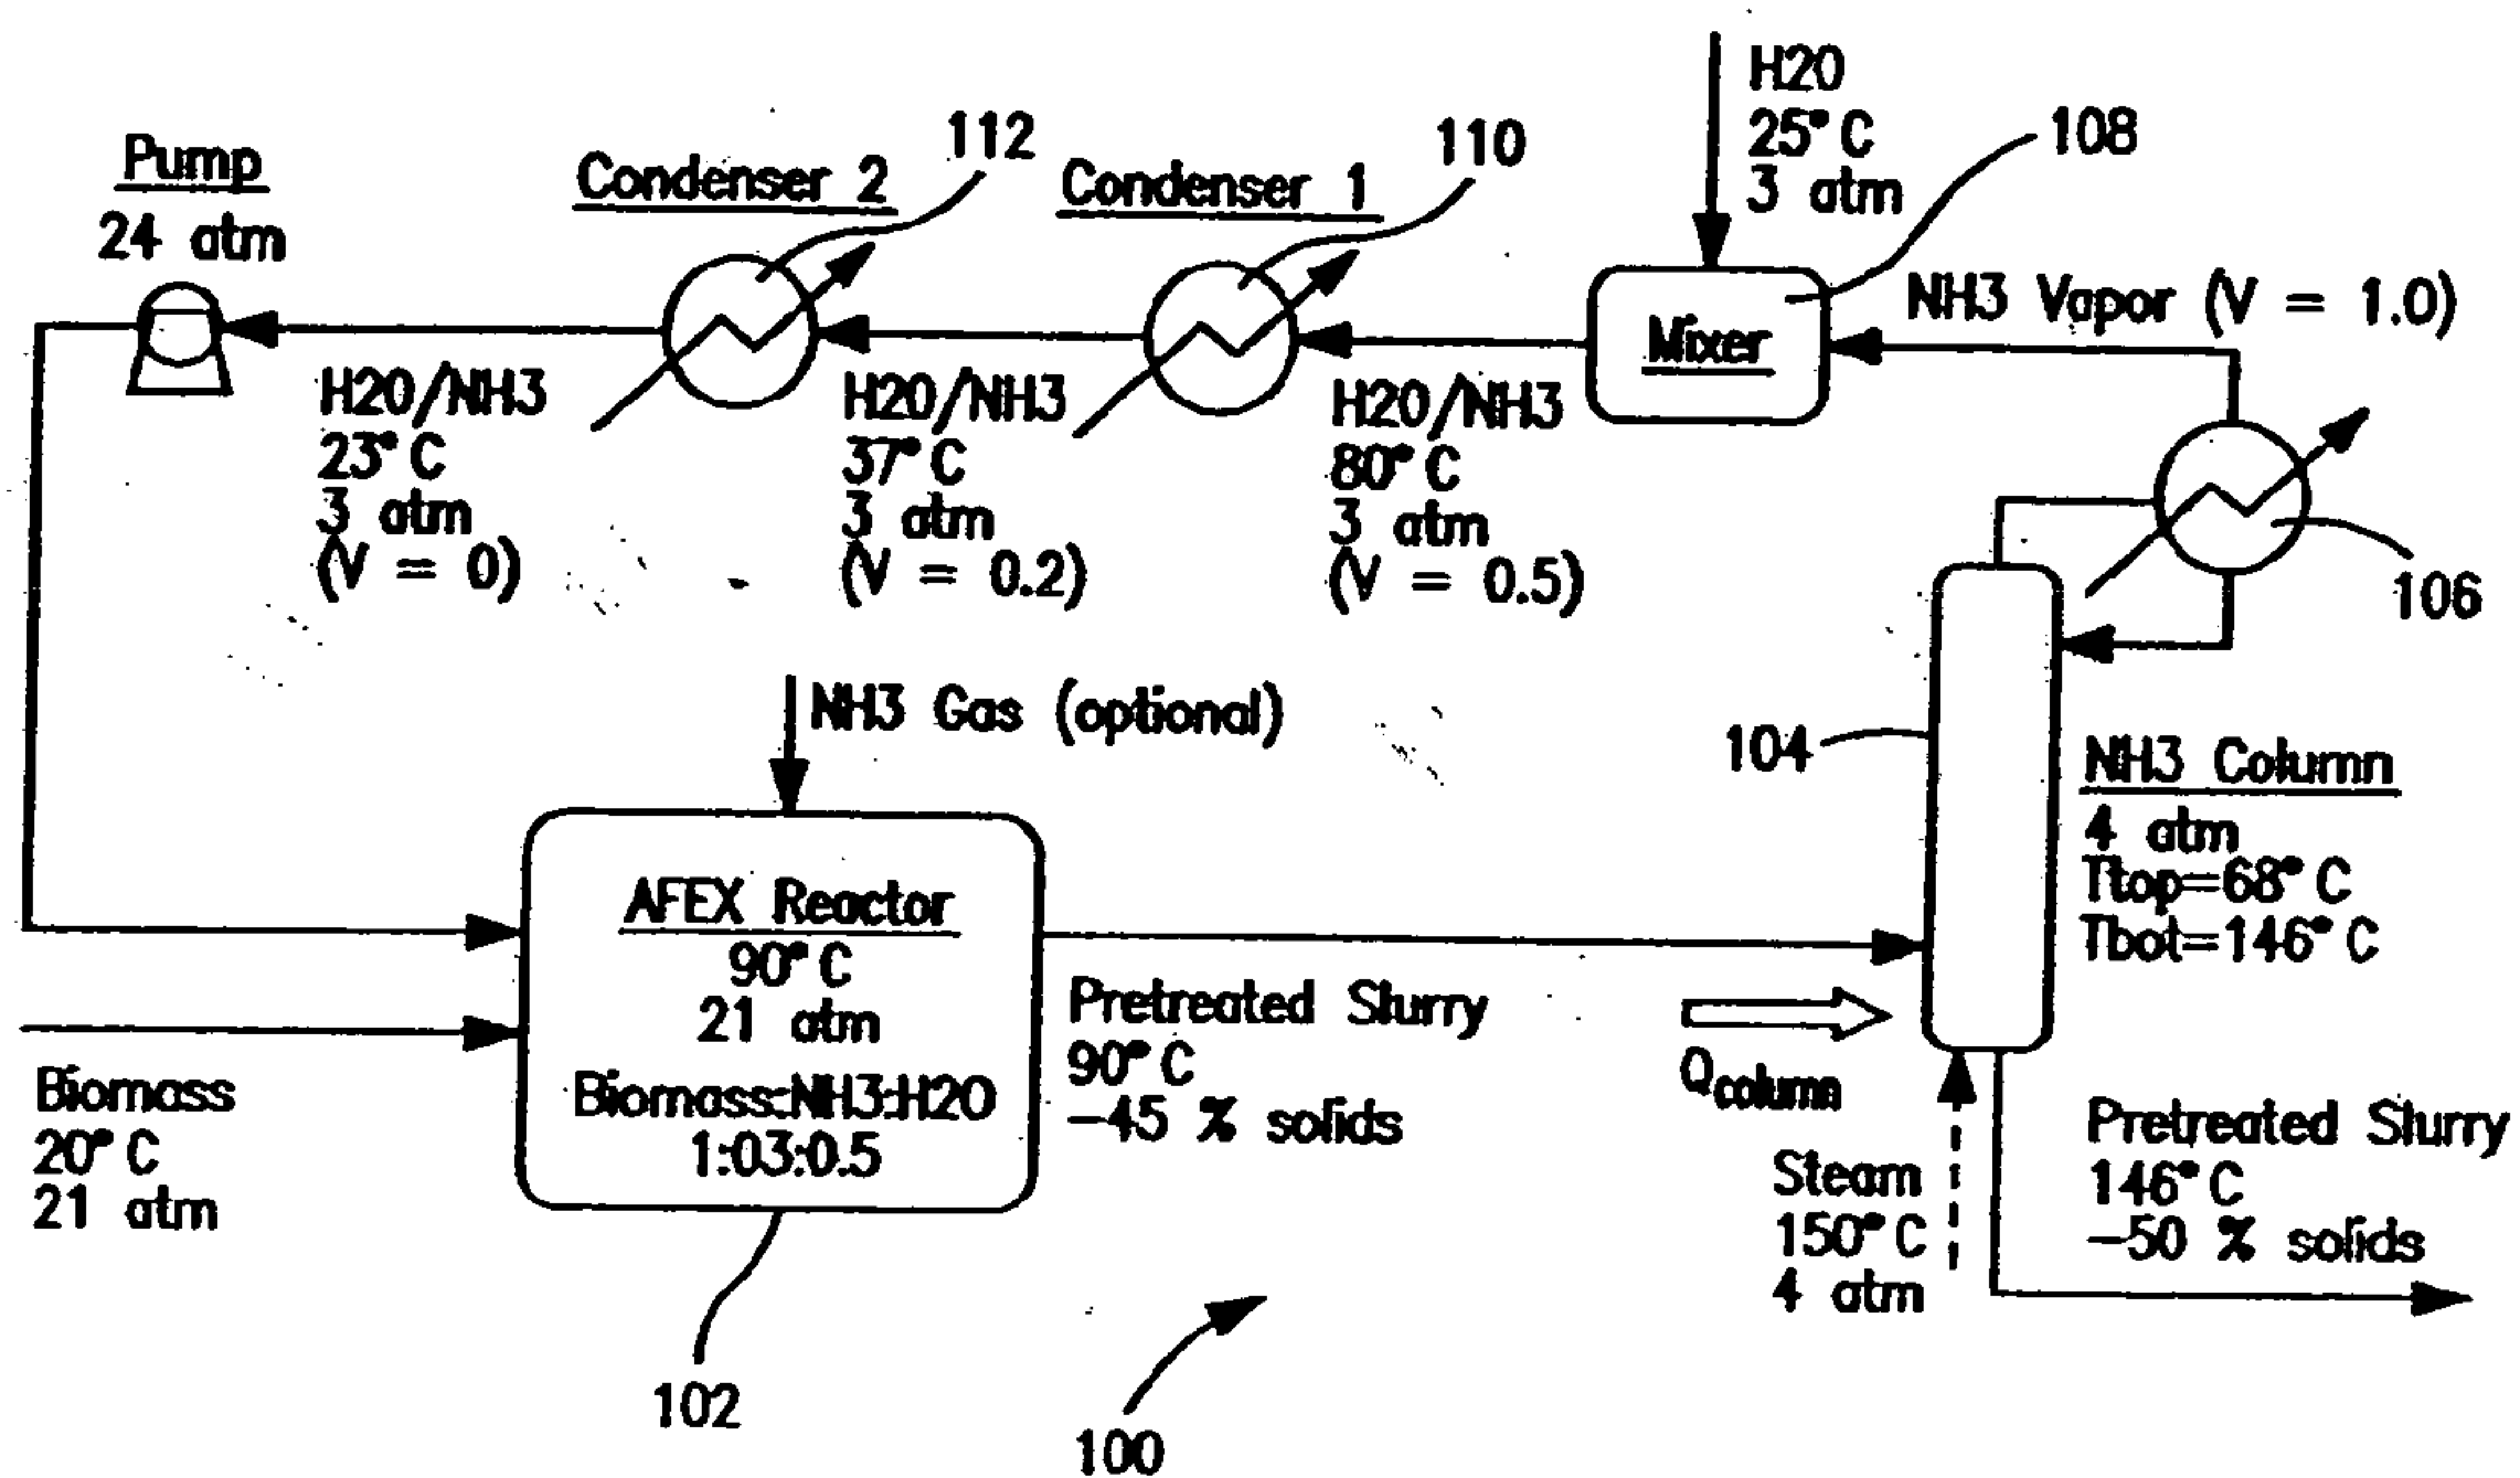 Pump
24 atm
Condenser 2
112
Condenser 1
110
H20
25°C
3 atm
108
NH3 Vapor (V = 1.0)
Mixer
H20/NH3
23°C
3 atm
(V = 0)
H20/NH3
37°C
3 atm
(V = 0.2)
H20/NH3
80°C
3 atm
(V = 0.5)
106
NH3 Gas (optional)
104
NH3 Column
4 atm
Ttop=68°C
Tbot=146°C
AFEX Reactor
90°C
21 atm
Biomass:NH3:H20
1:03:0.5
Biomass
20°C
21 atm
Pretreated Slurry
90°C
-45 % solids
Qcolumn
Steam
150°C
4 atm
Pretreated Slurry
146°C
-50 % solids
102
100